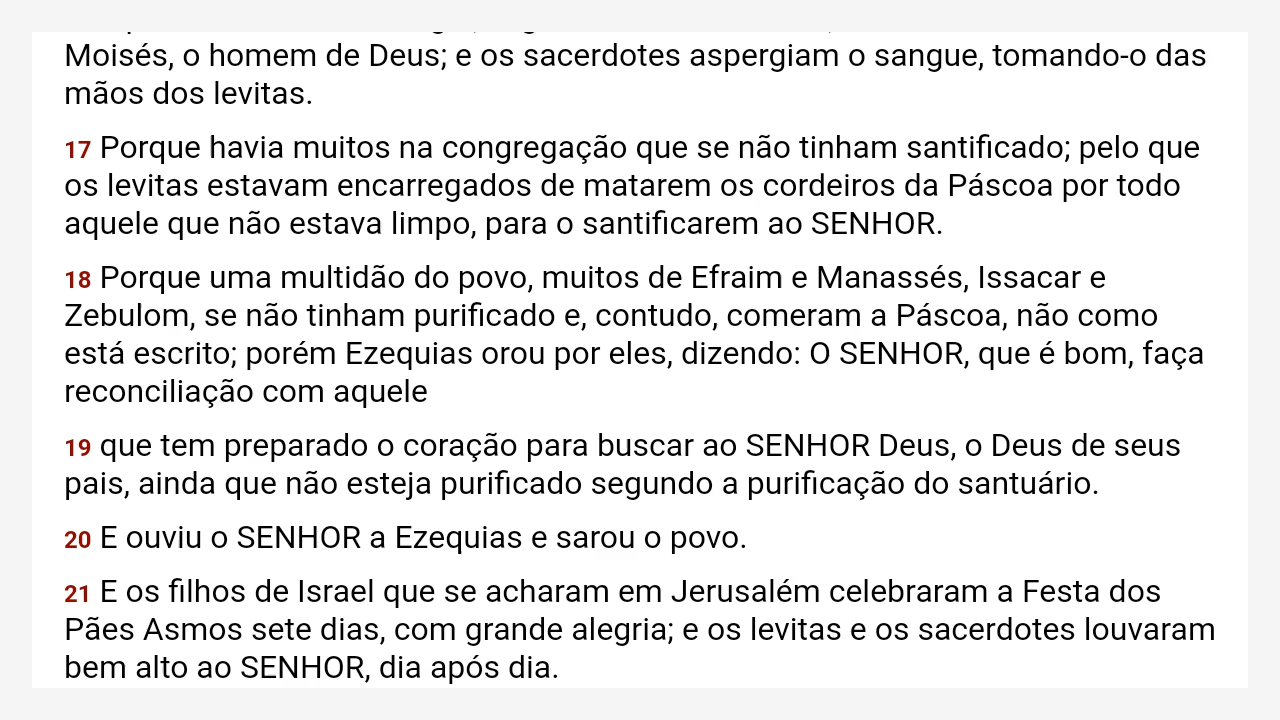 Moisés, o homem de Deus; e os sacerdotes aspergiam o sangue, tomando-o das
mãos dos levitas.
17 Porque havia muitos na congregação que se não tinham santificado; pelo que
os levitas estavam encarregados de matarem os cordeiros da Páscoa por todo
aquele que não estava limpo, para o santificarem ao SENHOR.
18 Porque uma multidão do povo, muitos de Efraim e Manassés, Issacar e
Zebulom, se não tinham purificado e, contudo, comeram a Páscoa, não como
está escrito; porém Ezequias orou por eles, dizendo: O SENHOR, que é bom, faça
reconciliação com aquele
19 que tem preparado o coração para buscar ao SENHOR Deus, o Deus de seus
pais, ainda que não esteja purificado segundo a purificação do santuário.
20 E ouviu o SENHOR a Ezequias e sarou o povo.
21 E os filhos de Israel que se acharam em Jerusalém celebraram a Festa dos
Pães Asmos sete dias, com grande alegria; e os levitas e os sacerdotes louvaram
bem alto ao SENHOR, dia após dia.